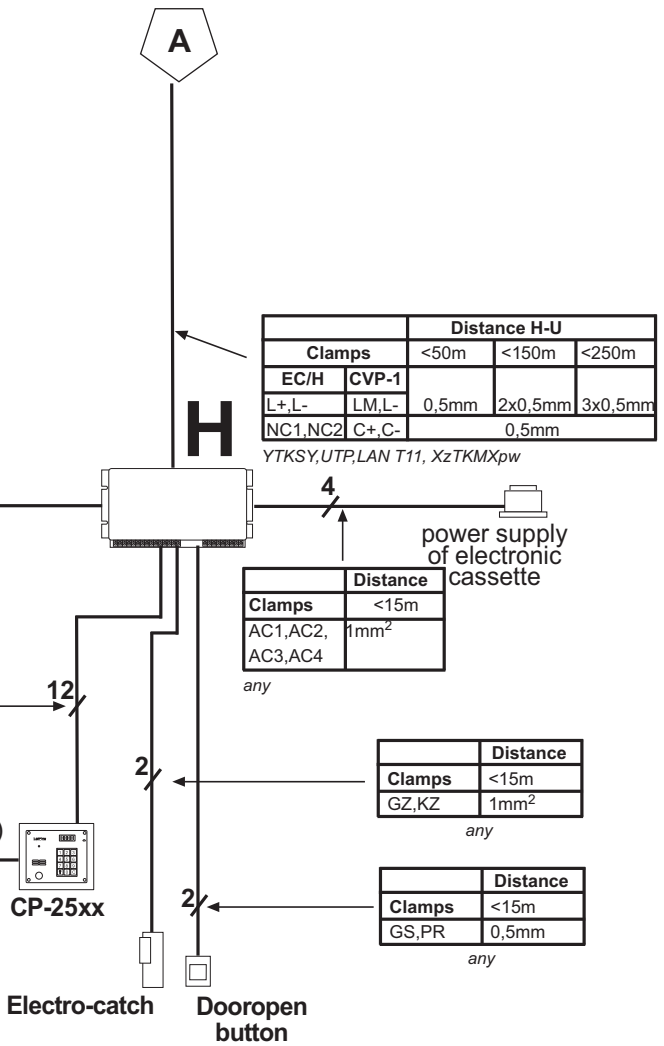 A
Distance H-U
Clamps <50m <150m <250m
EC/H CVP-1
L+,L- LM,L- 0,5mm 2x0,5mm 3x0,5mm
NC1,NC2 C+,C- 0,5mm
YTKSY,UTP,LAN T11, XzTKMXpw
H
4
power supply
of electronic
cassette
Distance
Clamps <15m
AC1,AC2, 1mm²
AC3,AC4
any
12
2
Distance
Clamps <15m
GZ,KZ 1mm²
any
CP-25xx
2
Distance
Clamps <15m
GS,PR 0,5mm
any
Electro-catch
Dooropen
button